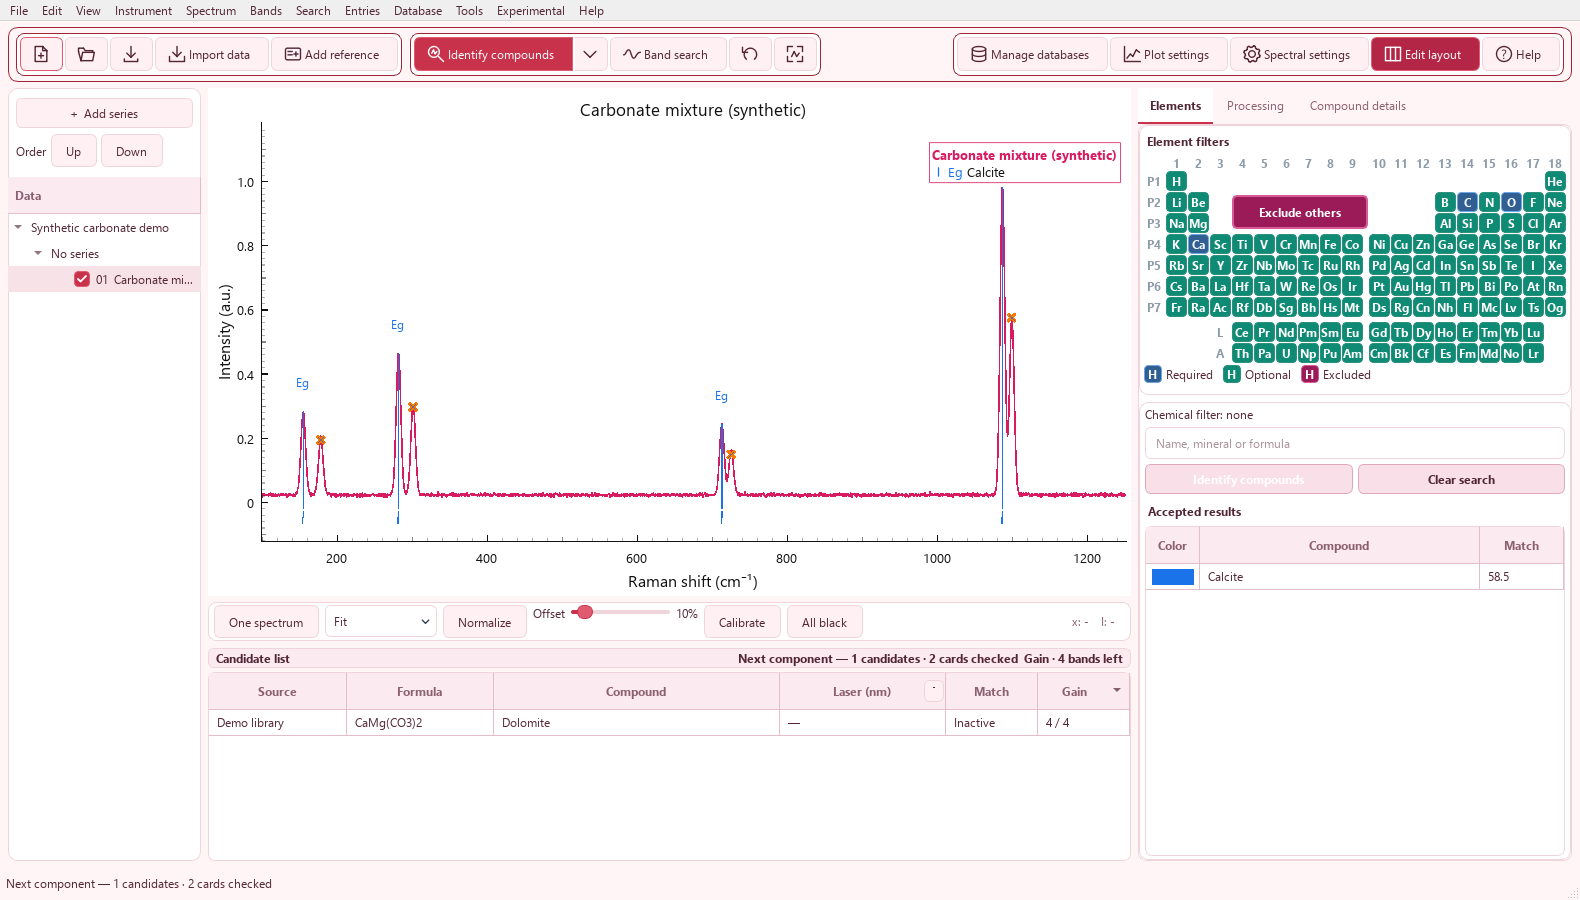 File Edit View Instrument Spectrum Bands Search Entries Database Tools Experimental Help
Import data Add reference Identify compounds Band search Manage databases Plot settings Spectral settings Edit layout Help
+ Add series
Order Up Down
Data
Synthetic carbonate demo
No series
01 Carbonate mi...
Carbonate mixture (synthetic)
Carbonate mixture (synthetic)
I Eg Calcite
Intensity (a.u.)
1.0
0.8
0.6
0.4
0.2
0
Eg
Eg
Eg
200 400 600 800 1000 1200
Raman shift (cm⁻¹)
One spectrum Fit Normalize Offset 10% Calibrate All black x: - I: -
Candidate list Next component — 1 candidates · 2 cards checked Gain · 4 bands left
Source Formula Compound Laser (nm) Match Gain
Demo library CaMg(CO3)2 Dolomite — Inactive 4 / 4
Elements Processing Compound details
Element filters
1 2 3 4 5 6 7 8 9 10 11 12 13 14 15 16 17 18
P1 H He
P2 Li Be B C N O F Ne
Exclude others
P3 Na Mg Al Si P S Cl Ar
P4 K Ca Sc Ti V Cr Mn Fe Co Ni Cu Zn Ga Ge As Se Br Kr
P5 Rb Sr Y Zr Nb Mo Tc Ru Rh Pd Ag Cd In Sn Sb Te I Xe
P6 Cs Ba La Hf Ta W Re Os Ir Pt Au Hg Tl Pb Bi Po At Rn
P7 Fr Ra Ac Rf Db Sg Bh Hs Mt Ds Rg Cn Nh Fl Mc Lv Ts Og
L Ce Pr Nd Pm Sm Eu Gd Tb Dy Ho Er Tm Yb Lu
A Th Pa U Np Pu Am Cm Bk Cf Es Fm Md No Lr
H Required H Optional H Excluded
Chemical filter: none
Name, mineral or formula
Identify compounds Clear search
Accepted results
Color Compound Match
Calcite 58.5
Next component — 1 candidates · 2 cards checked